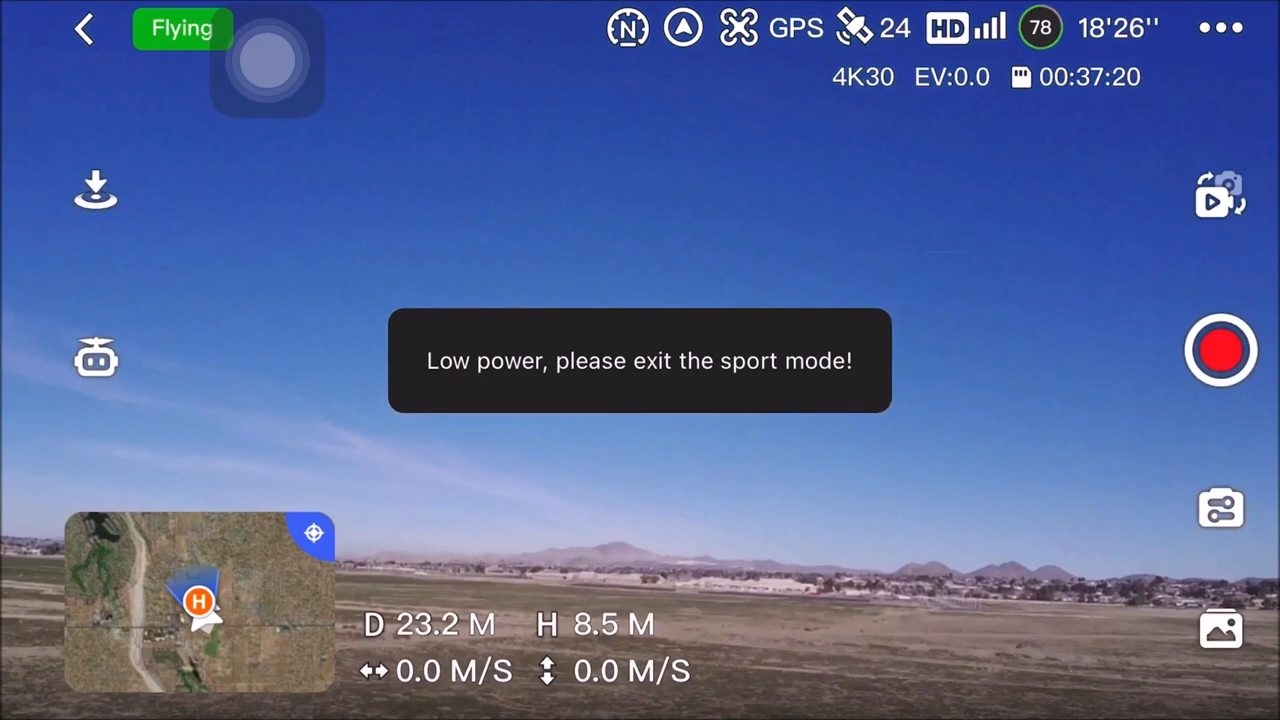 Flying
N
GPS
24
HD
78
18'26''
4K30
EV:0.0
00:37:20
Low power, please exit the sport mode!
H
D 23.2 M
H 8.5 M
0.0 M/S
0.0 M/S